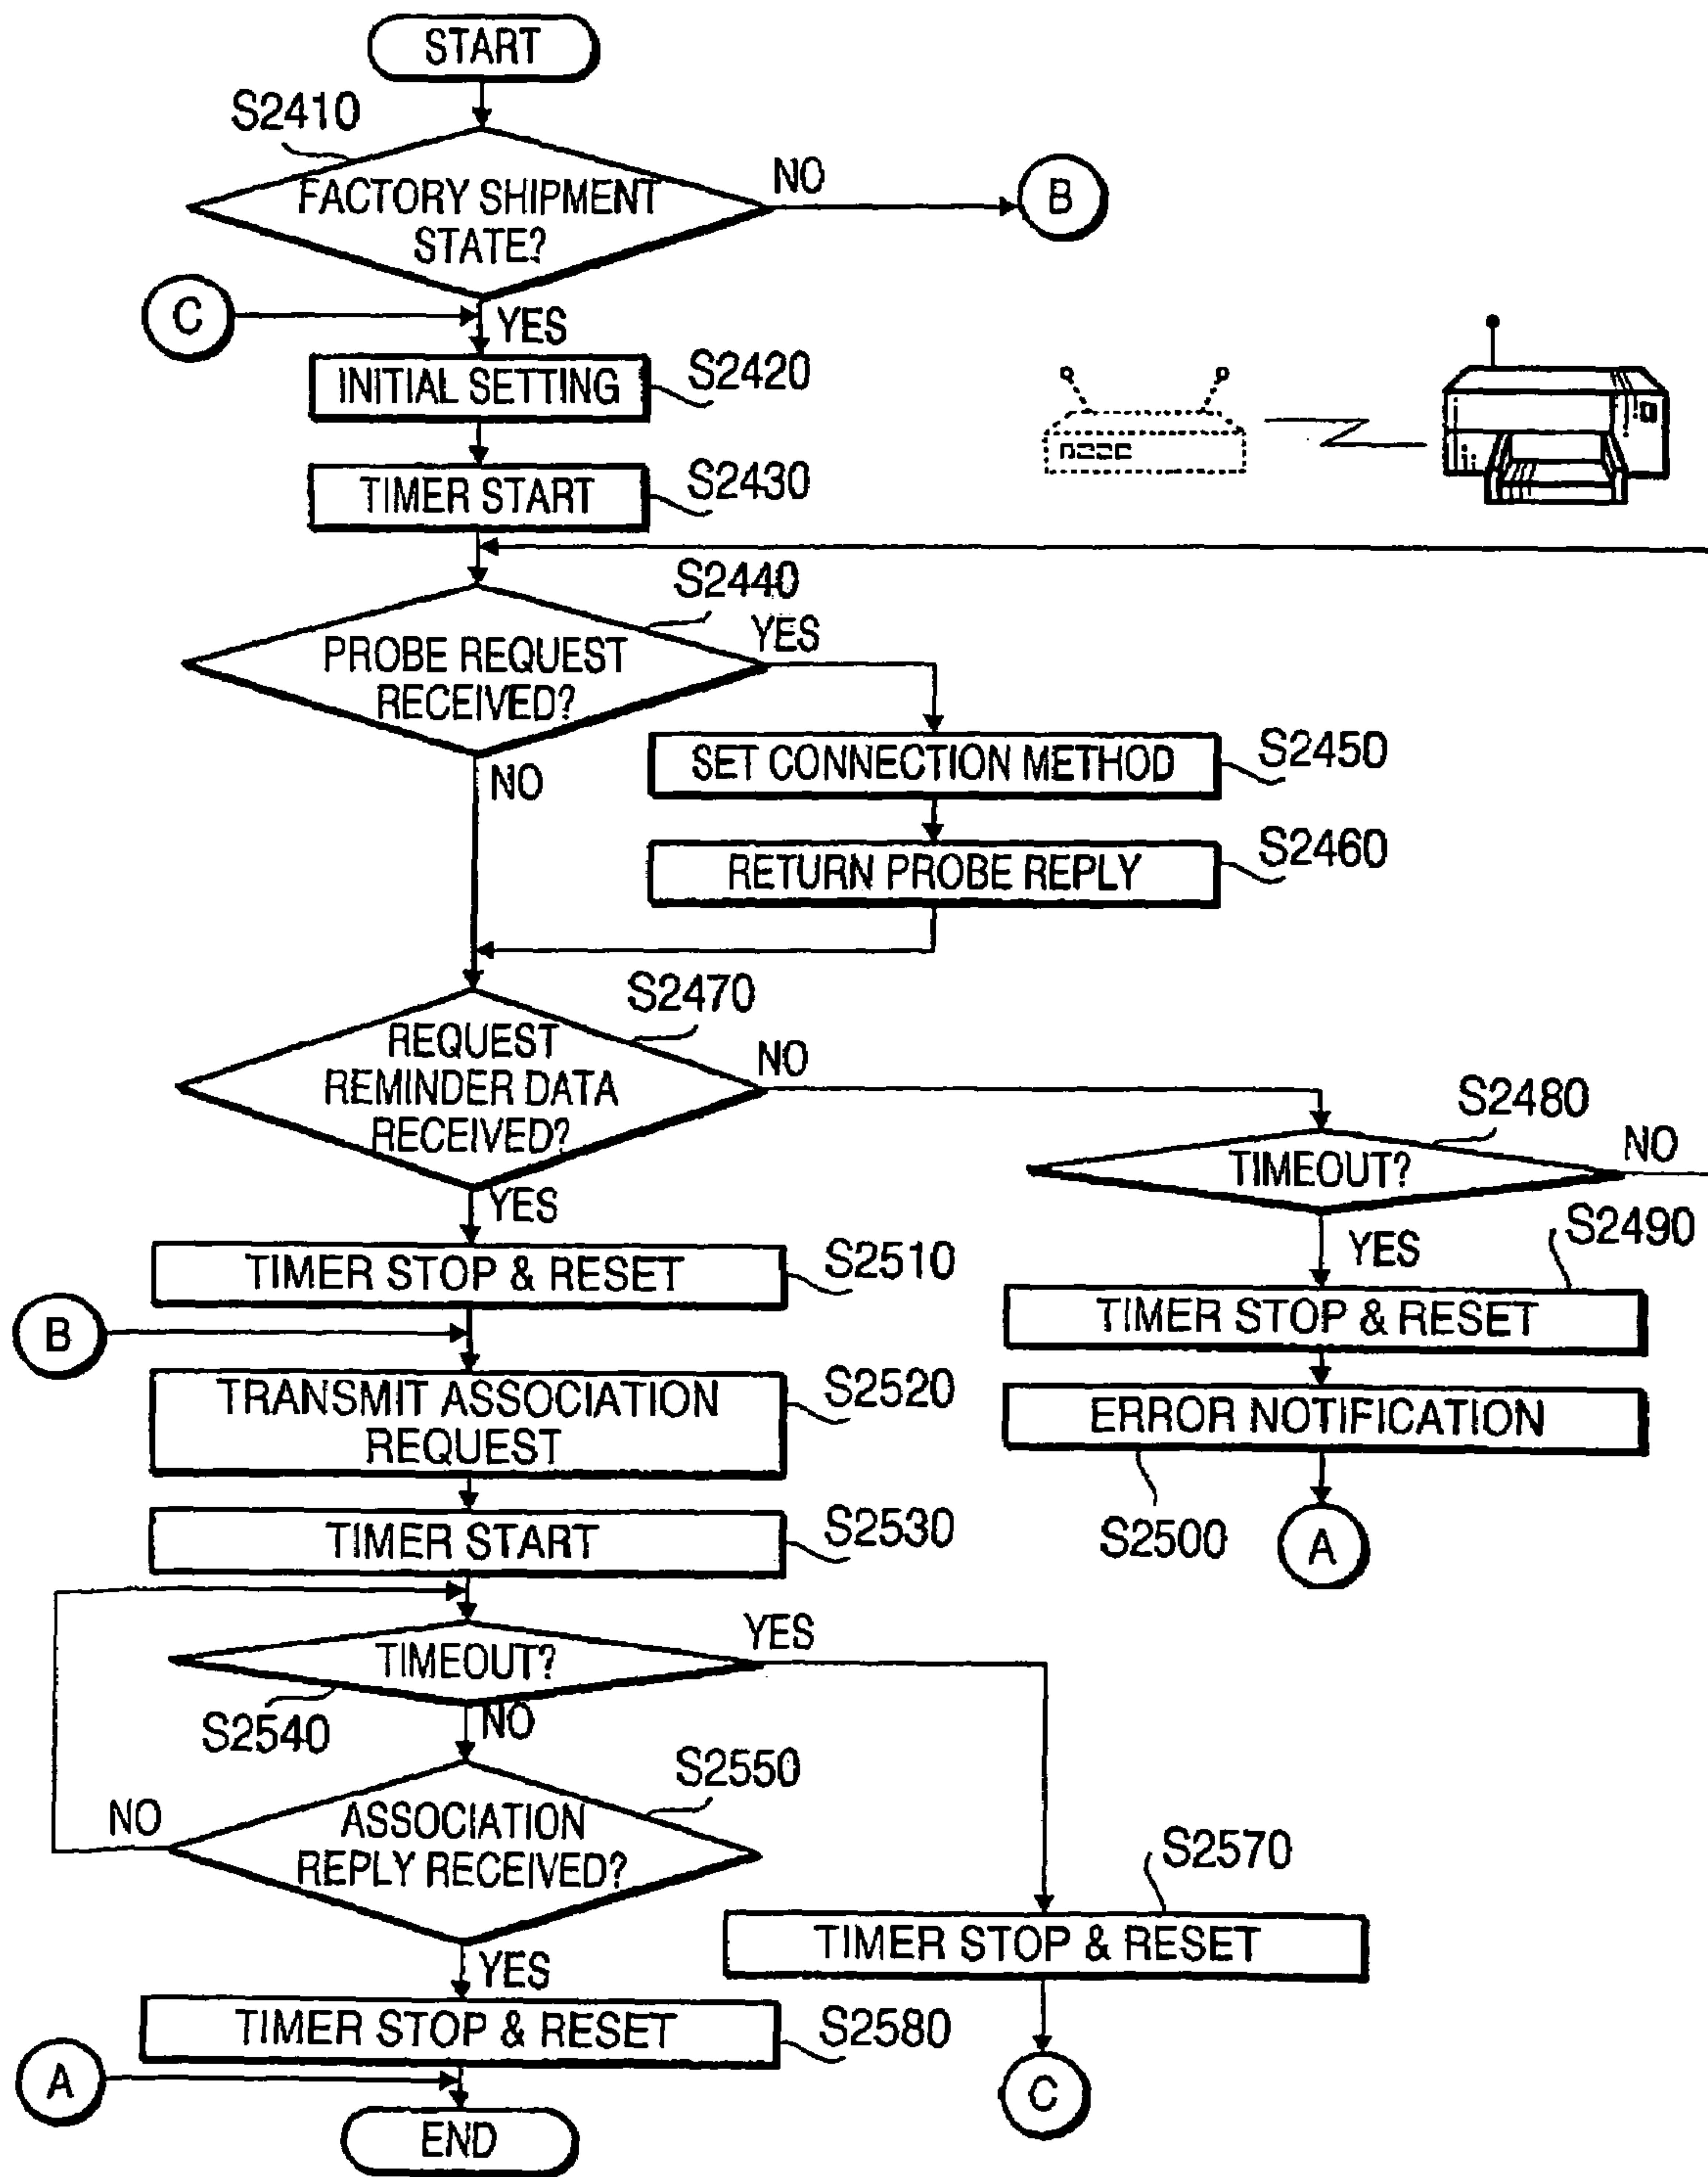 START
S2410
FACTORY SHIPMENT
STATE?
NO
B
C
YES
INITIAL SETTING
S2420
TIMER START
S2430
S2440
PROBE REQUEST
RECEIVED?
YES
NO
SET CONNECTION METHOD
S2450
RETURN PROBE REPLY
S2460
S2470
REQUEST
REMINDER DATA
RECEIVED?
NO
YES
S2480
TIMEOUT?
NO
YES
S2490
TIMER STOP & RESET
ERROR NOTIFICATION
S2500
A
TIMER STOP & RESET
S2510
B
TRANSMIT ASSOCIATION
REQUEST
S2520
TIMER START
S2530
TIMEOUT?
YES
S2540
NO
S2550
ASSOCIATION
REPLY RECEIVED?
NO
YES
S2570
TIMER STOP & RESET
C
TIMER STOP & RESET
S2580
A
END